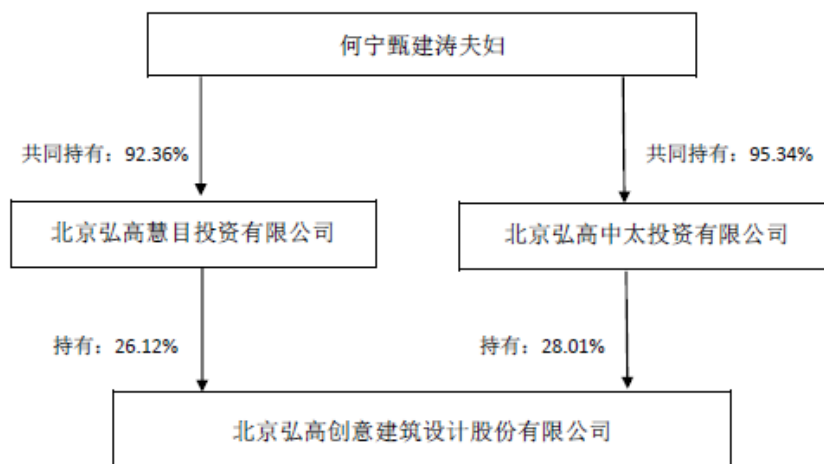 何宁甄建涛夫妇
共同持有：92.36%
共同持有：95.34%
北京弘高慧目投资有限公司
北京弘高中太投资有限公司
持有：26.12%
持有：28.01%
北京弘高创意建筑设计股份有限公司